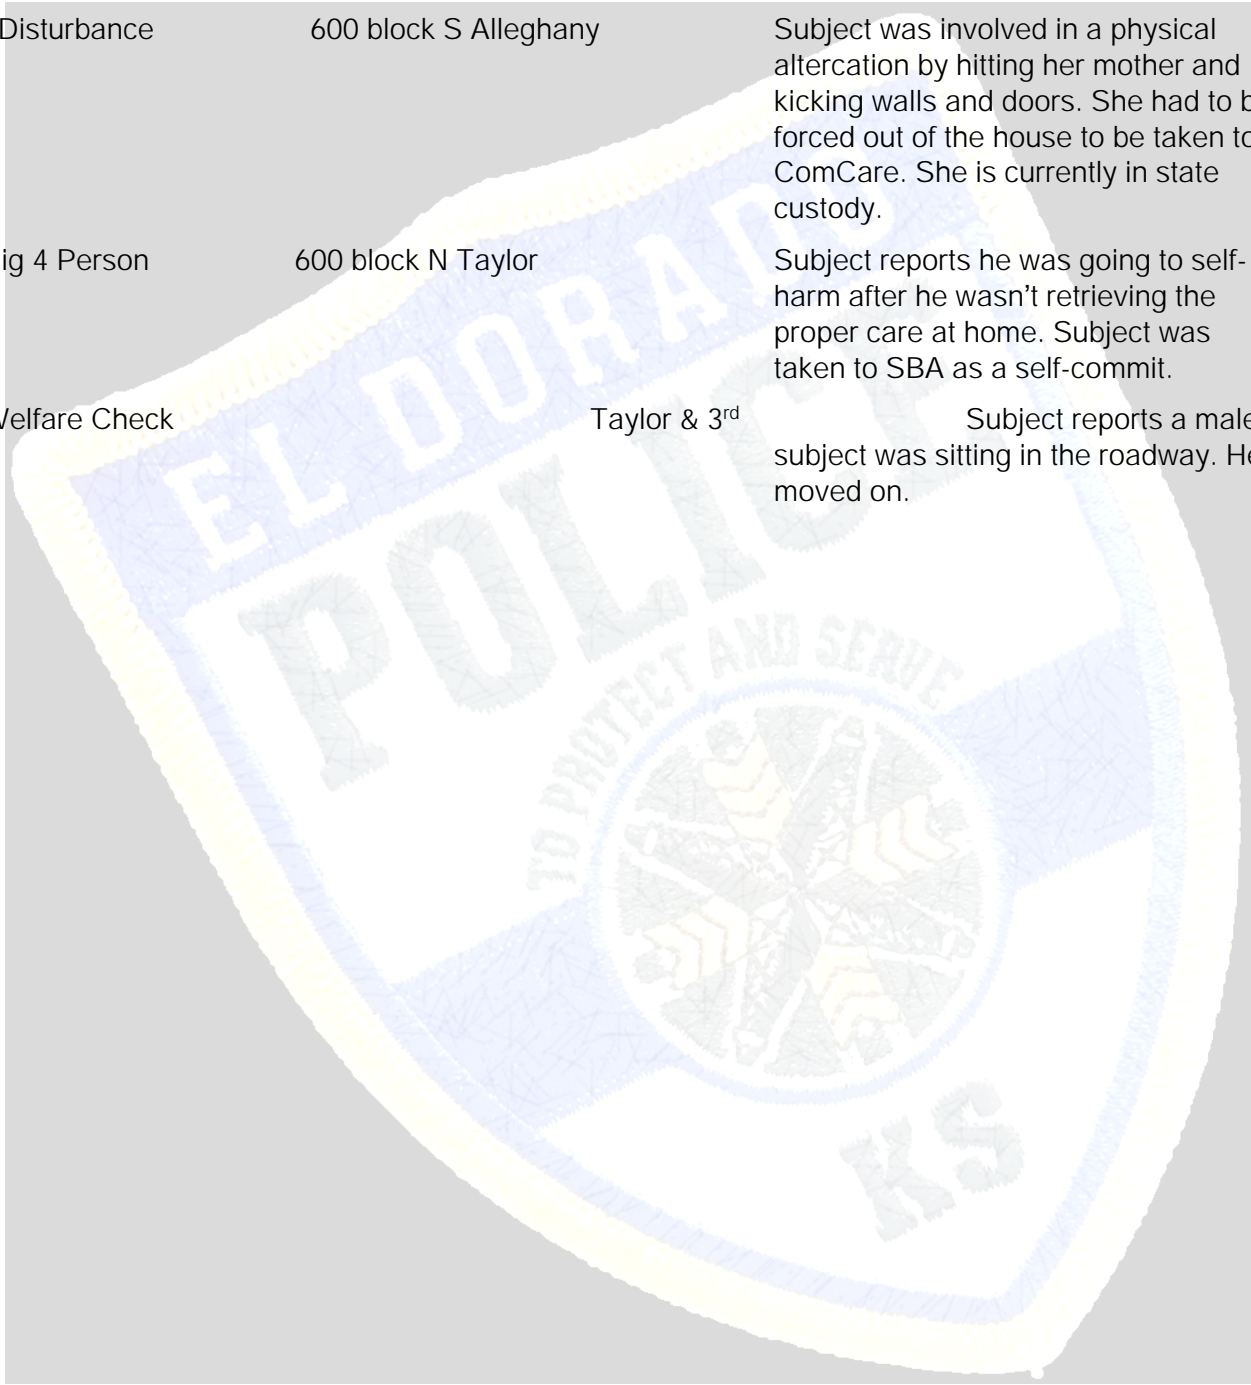 Disturbance 600 block S Alleghany Subject was involved in a physical
altercation by hitting her mother and
kicking walls and doors. She had to b
forced out of the house to be taken to
ComCare. She is currently in state
custody.
ig 4 Person 600 block N Taylor Subject reports he was going to self-
harm after he wasn’t retrieving the
proper care at home. Subject was
taken to SBA as a self-commit.
Welfare Check Taylor & 3rd Subject reports a male
subject was sitting in the roadway. He
moved on.
EL DORADO
POLICE
TO PROTECT AND SERVE
KS